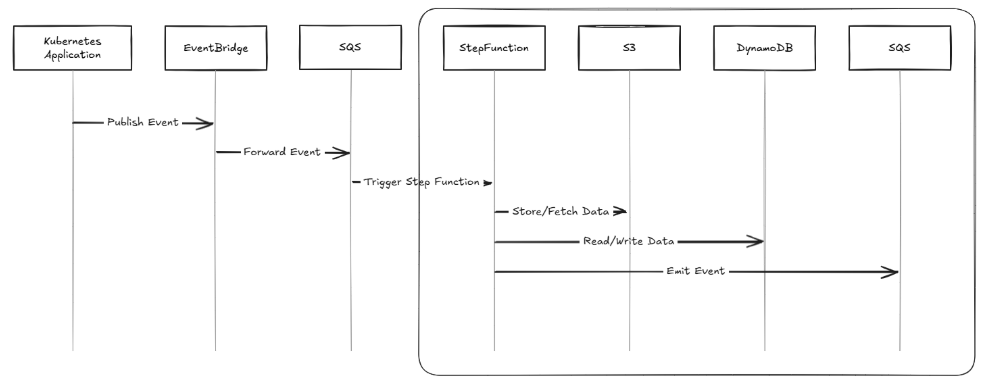 Kubernetes
Application
EventBridge
SQS
StepFunction
S3
DynamoDB
SQS
Publish Event
Forward Event
Trigger Step Function
Store/Fetch Data
Read/Write Data
Emit Event